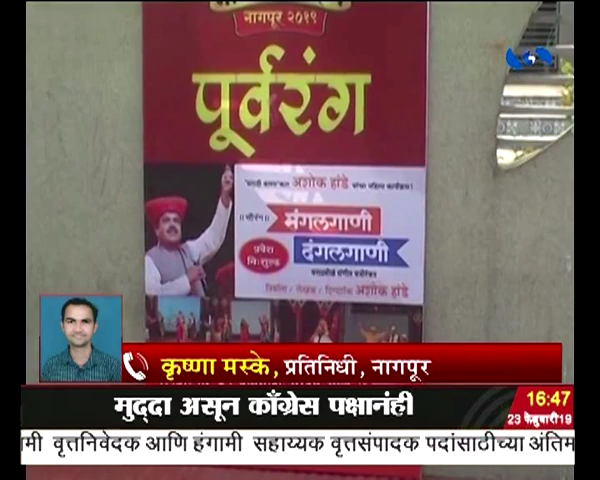 नागपूर २०१९
पूर्वरंग
अशोक हांडे
मंगलगाणी
दंगलगाणी
प्रवेश
निःशुल्क
अशोक हांडे
कृष्णा मस्के, प्रतिनिधी, नागपूर
मुद्दा असून काँग्रेस पक्षानंही
16:47
23 फेब्रुवारी 19
मी वृत्तनिवेदक आणि हंगामी सहाय्यक वृत्तसंपादक पदांसाठीच्या अंतिम